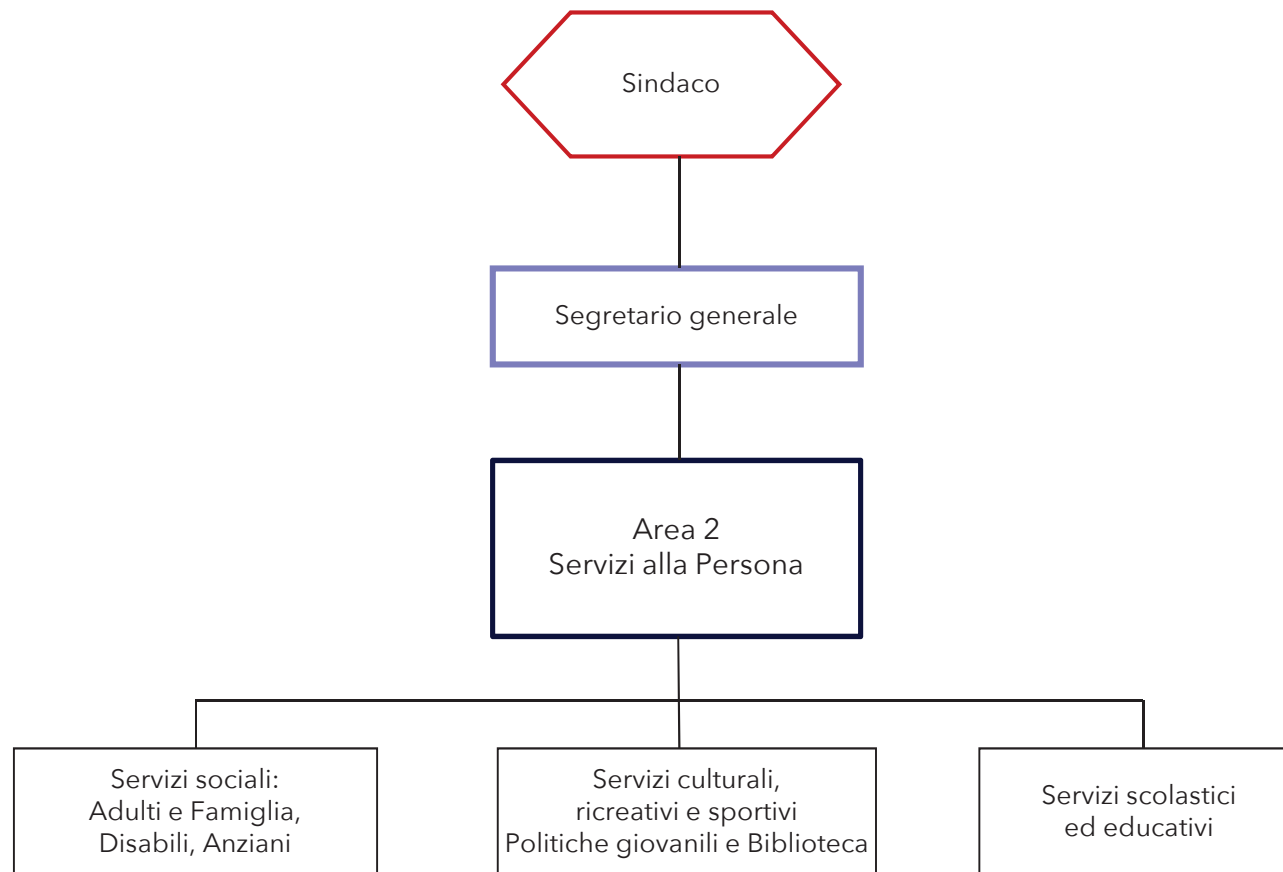 Sindaco
Segretario generale
Area 2
Servizi alla Persona
Servizi sociali:
Adulti e Famiglia,
Disabili, Anziani
Servizi culturali,
ricreativi e sportivi
Politiche giovanili e Biblioteca
Servizi scolastici
ed educativi